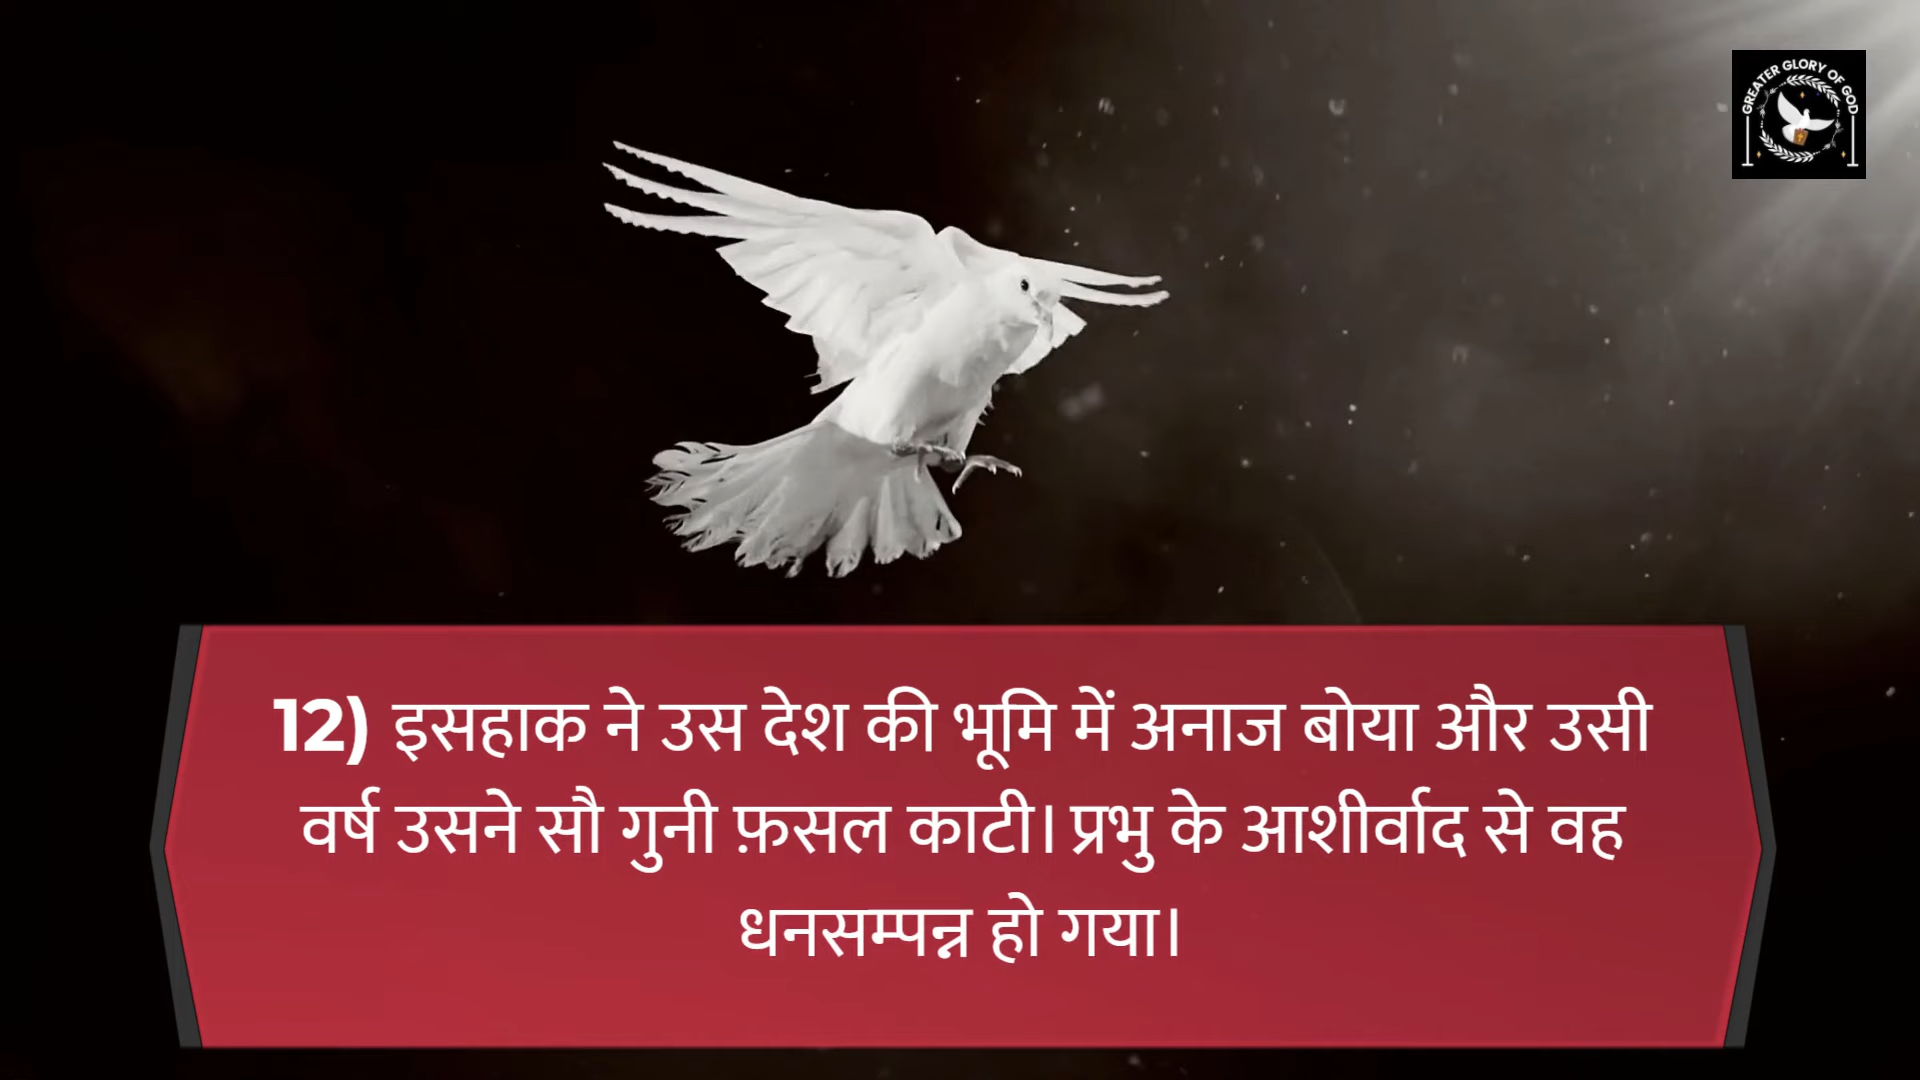 GREATER GLORY OF GOD
12) इसहाक ने उस देश की भूमि में अनाज बोया और उसी
वर्ष उसने सौ गुनी फ़सल काटी। प्रभु के आशीर्वाद से वह
धनसम्पन्न हो गया।